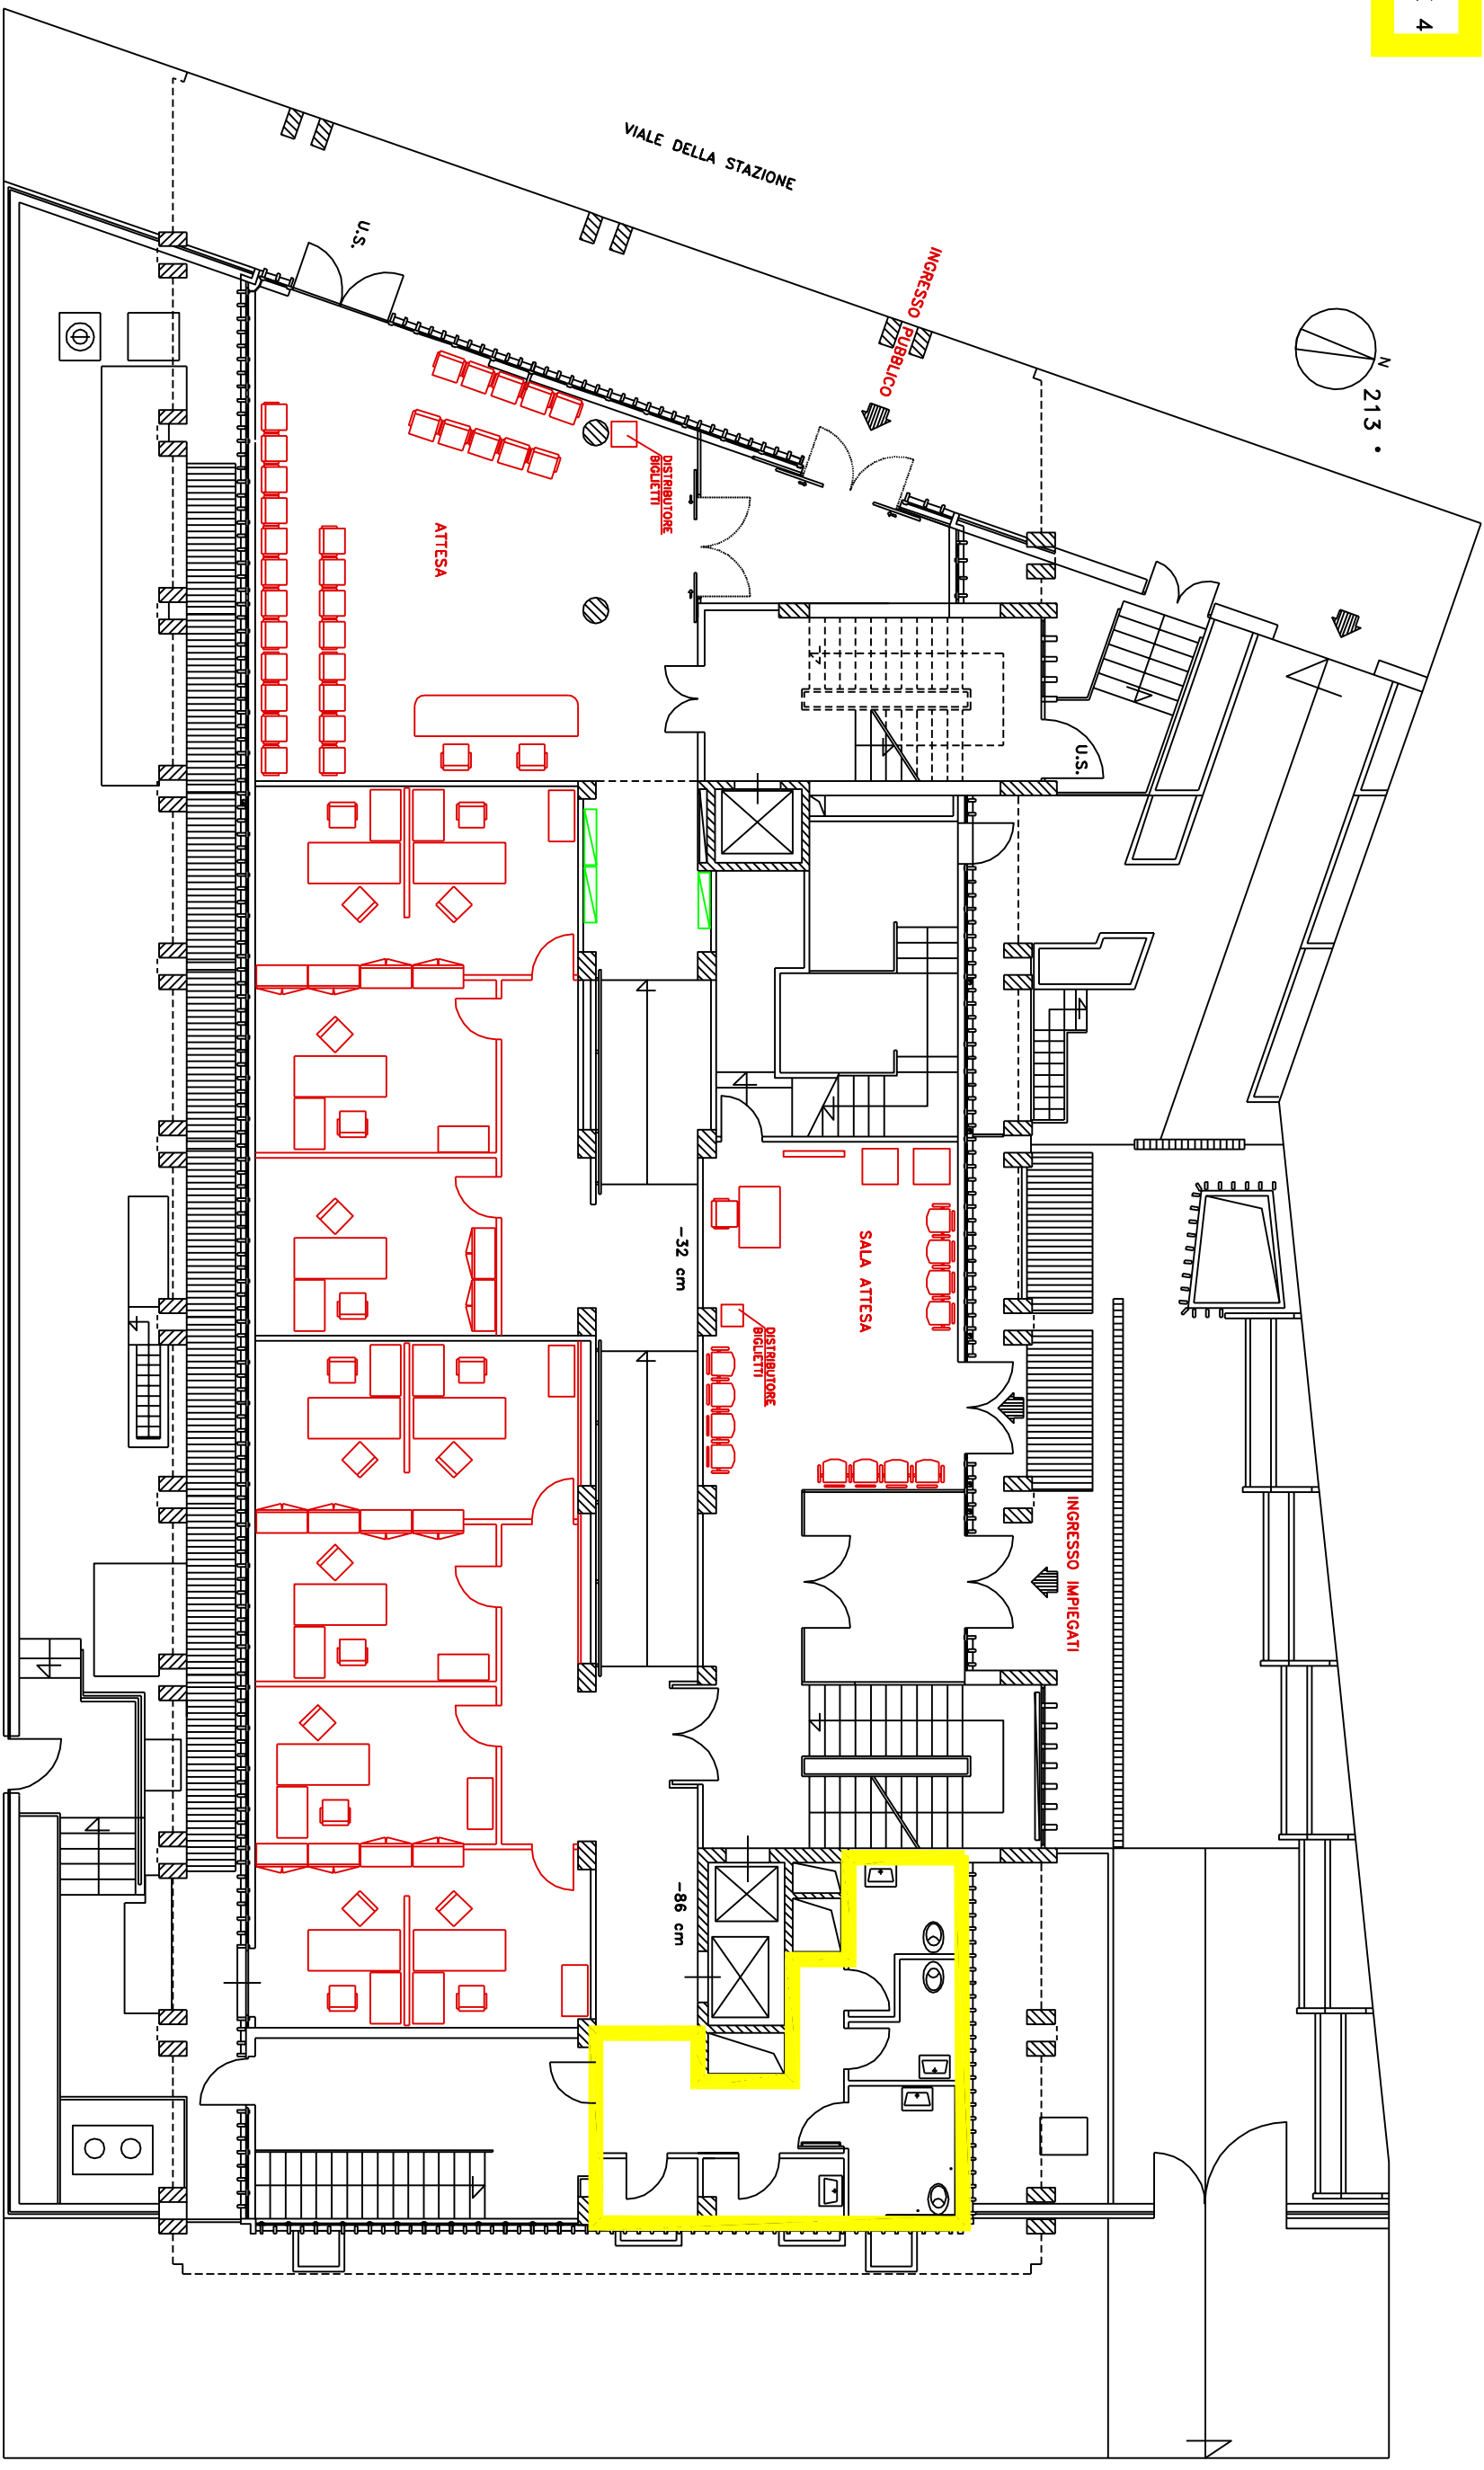 4
VIALE DELLA STAZIONE
N
213 •
INGRESSO PUBBLICO
U.S.
DISTRIBUTORE
BIGLIETTI
ATTESA
U.S.
-32 cm
SALA ATTESA
DISTRIBUTORE
BIGLIETTI
INGRESSO IMPIEGATI
-86 cm